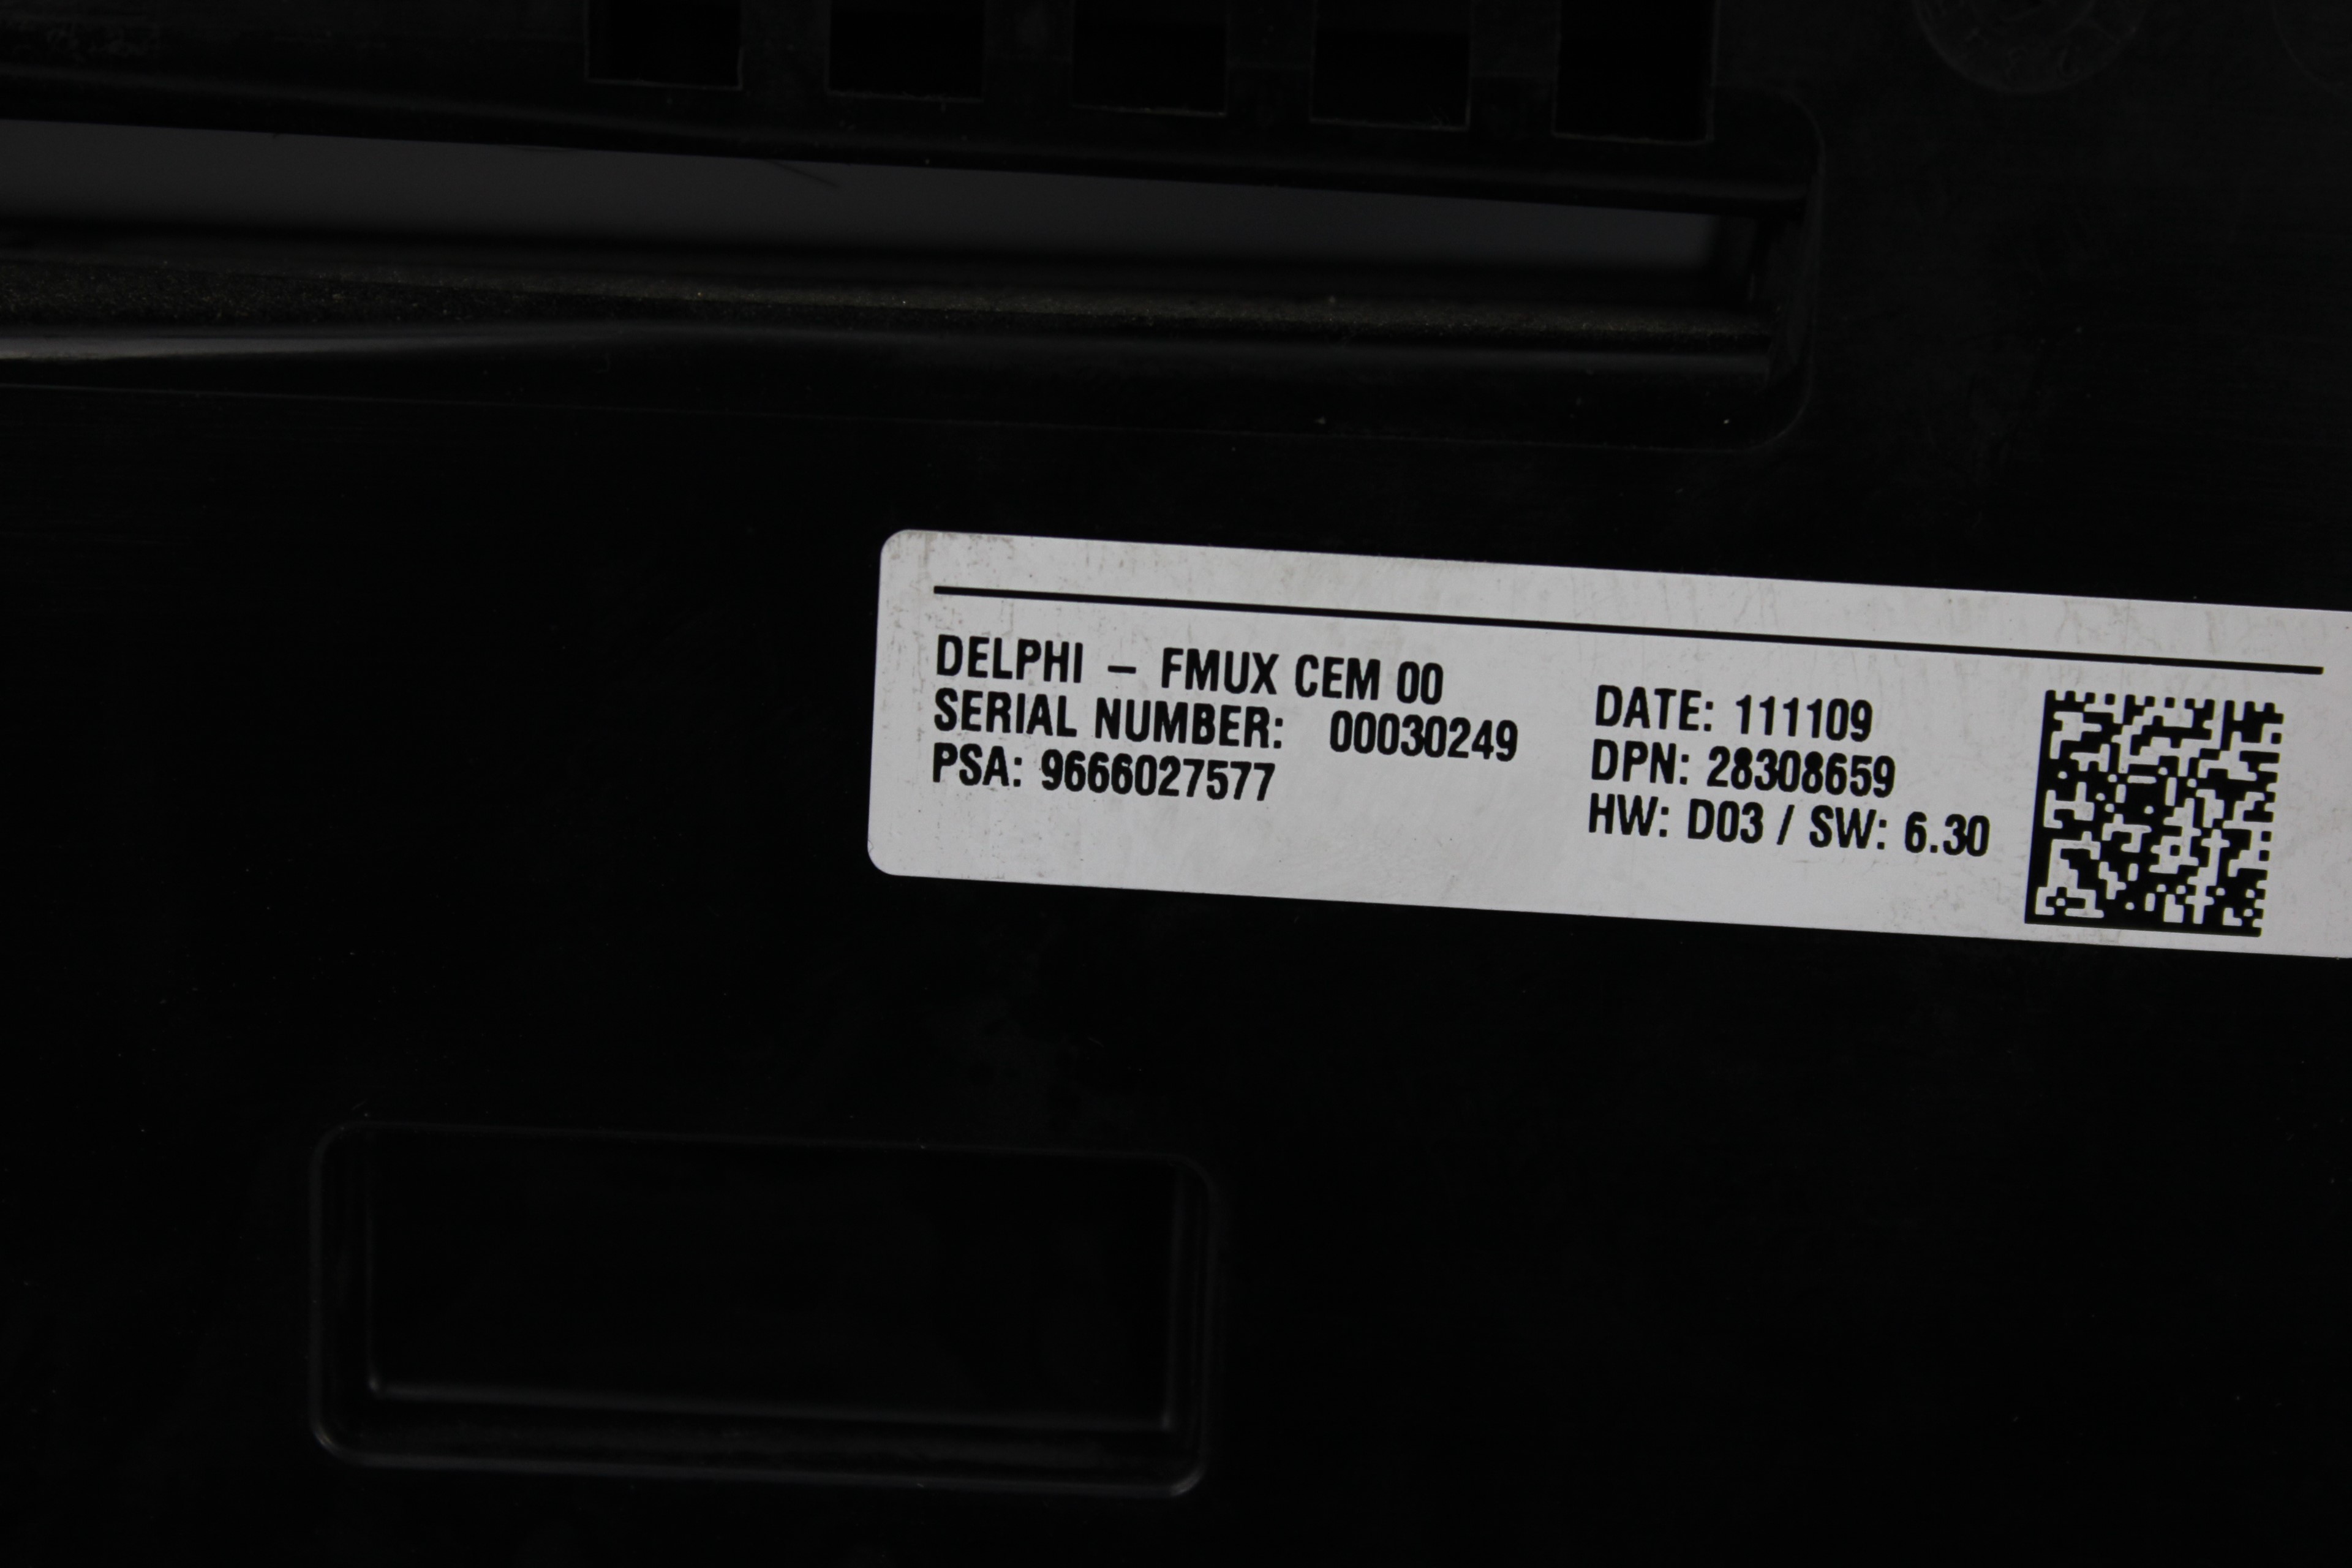 DELPHI – FMUX CEM 00
SERIAL NUMBER: 00030249
PSA: 9666027577
DATE: 111109
DPN: 28308659
HW: D03 / SW: 6.30